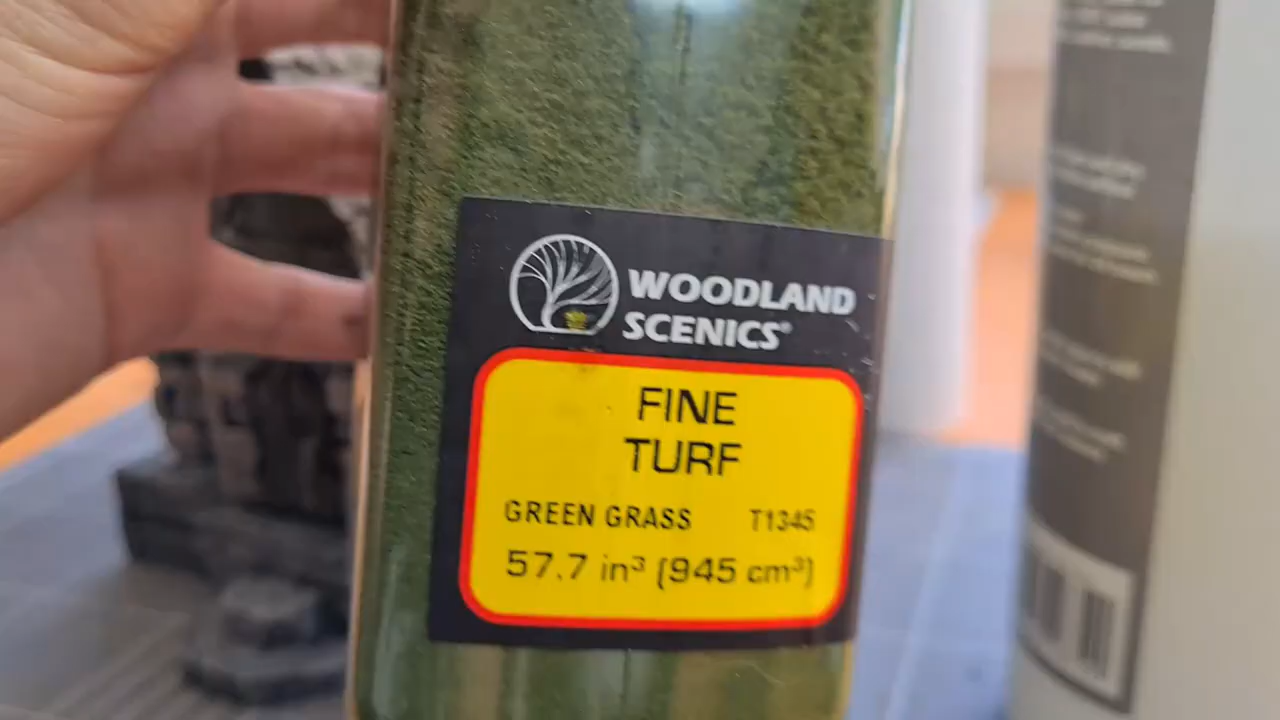 WOODLAND
SCENICS®
FINE
TURF
GREEN GRASS T1345
57.7 in³ (945 cm³)